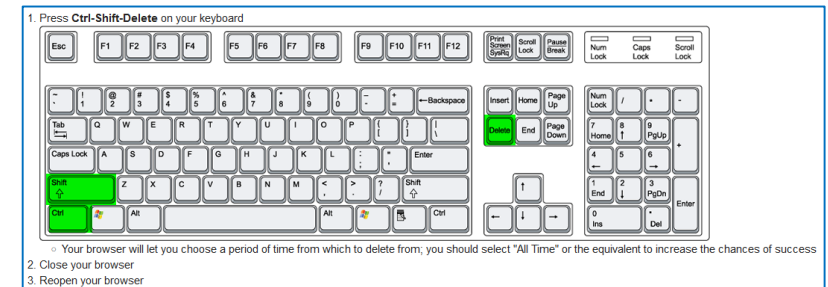 1. Press Ctrl-Shift-Delete on your keyboard
Esc F1 F2 F3 F4 F5 F6 F7 F8 F9 F10 F11 F12 Print Screen SysRq Scroll Lock Pause Break Num Lock Caps Lock Scroll Lock
~ ` ! 1 @ 2 # 3 $ 4 % 5 ^ 6 & 7 * 8 ( 9 ) 0 - + = ←Backspace Insert Home Page Up Num Lock / * -
Tab Q W E R T Y U I O P { [ } ] | \ Delete End Page Down 7 Home 8 ↑ 9 PgUp +
Caps Lock A S D F G H J K L : ; Enter 4 ← 5 6 →
Shift Z X C V B N M < , > . ? / Shift ↑ 1 End 2 ↓ 3 PgDn Enter
Ctrl Alt Alt Ctrl ← ↓ → 0 Ins . Del
○ Your browser will let you choose a period of time from which to delete from; you should select "All Time" or the equivalent to increase the chances of success
2. Close your browser
3. Reopen your browser